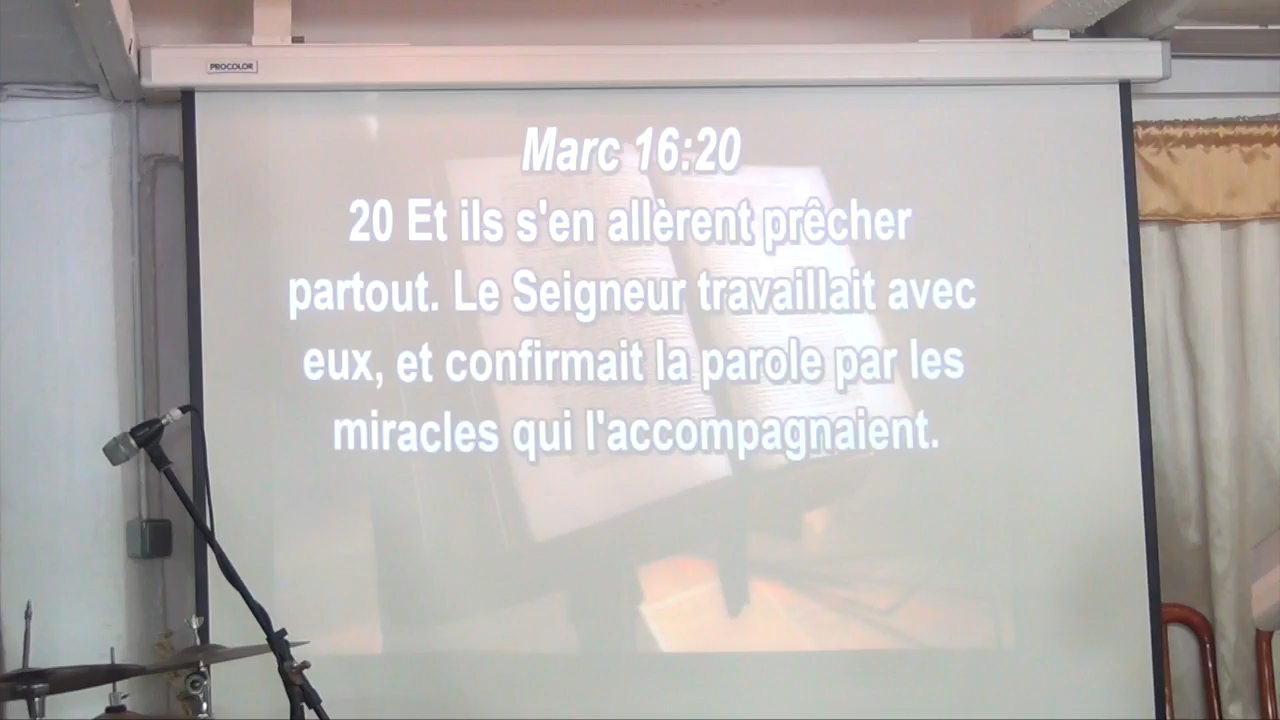 PROCOLOR
Marc 16:20
20 Et ils s'en allèrent prêcher
partout. Le Seigneur travaillait avec
eux, et confirmait la parole par les
miracles qui l'accompagnaient.